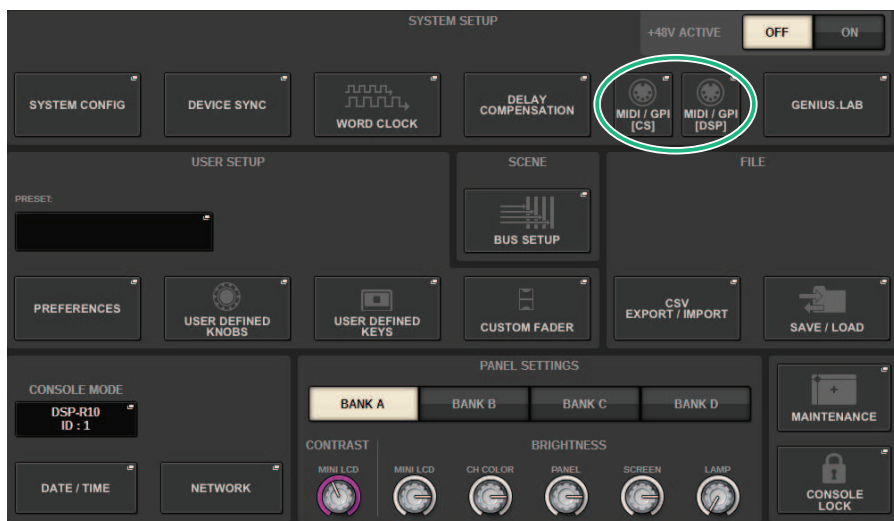 SYSTEM SETUP
+48V ACTIVE
OFF
ON
SYSTEM CONFIG
DEVICE SYNC
WORD CLOCK
DELAY
COMPENSATION
MIDI / GPI
[CS]
MIDI / GPI
[DSP]
GENIUS.LAB
USER SETUP
SCENE
FILE
PRESET:
BUS SETUP
PREFERENCES
USER DEFINED
KNOBS
USER DEFINED
KEYS
CUSTOM FADER
CSV
EXPORT / IMPORT
SAVE / LOAD
CONSOLE MODE
DSP-R10
ID : 1
DATE / TIME
NETWORK
PANEL SETTINGS
BANK A
BANK B
BANK C
BANK D
CONTRAST
BRIGHTNESS
MINI LCD
MINI LCD
CH COLOR
PANEL
SCREEN
LAMP
MAINTENANCE
CONSOLE
LOCK